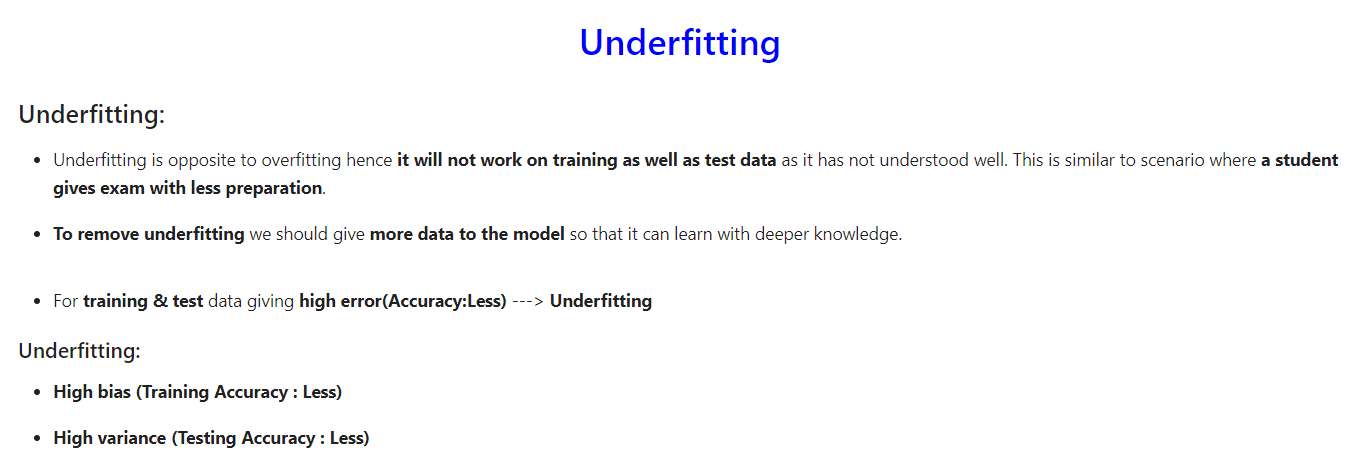 Underfitting
Underfitting:
• Underfitting is opposite to overfitting hence it will not work on training as well as test data as it has not understood well. This is similar to scenario where a student
gives exam with less preparation.
• To remove underfitting we should give more data to the model so that it can learn with deeper knowledge.
• For training & test data giving high error(Accuracy:Less) ---> Underfitting
Underfitting:
• High bias (Training Accuracy : Less)
• High variance (Testing Accuracy : Less)